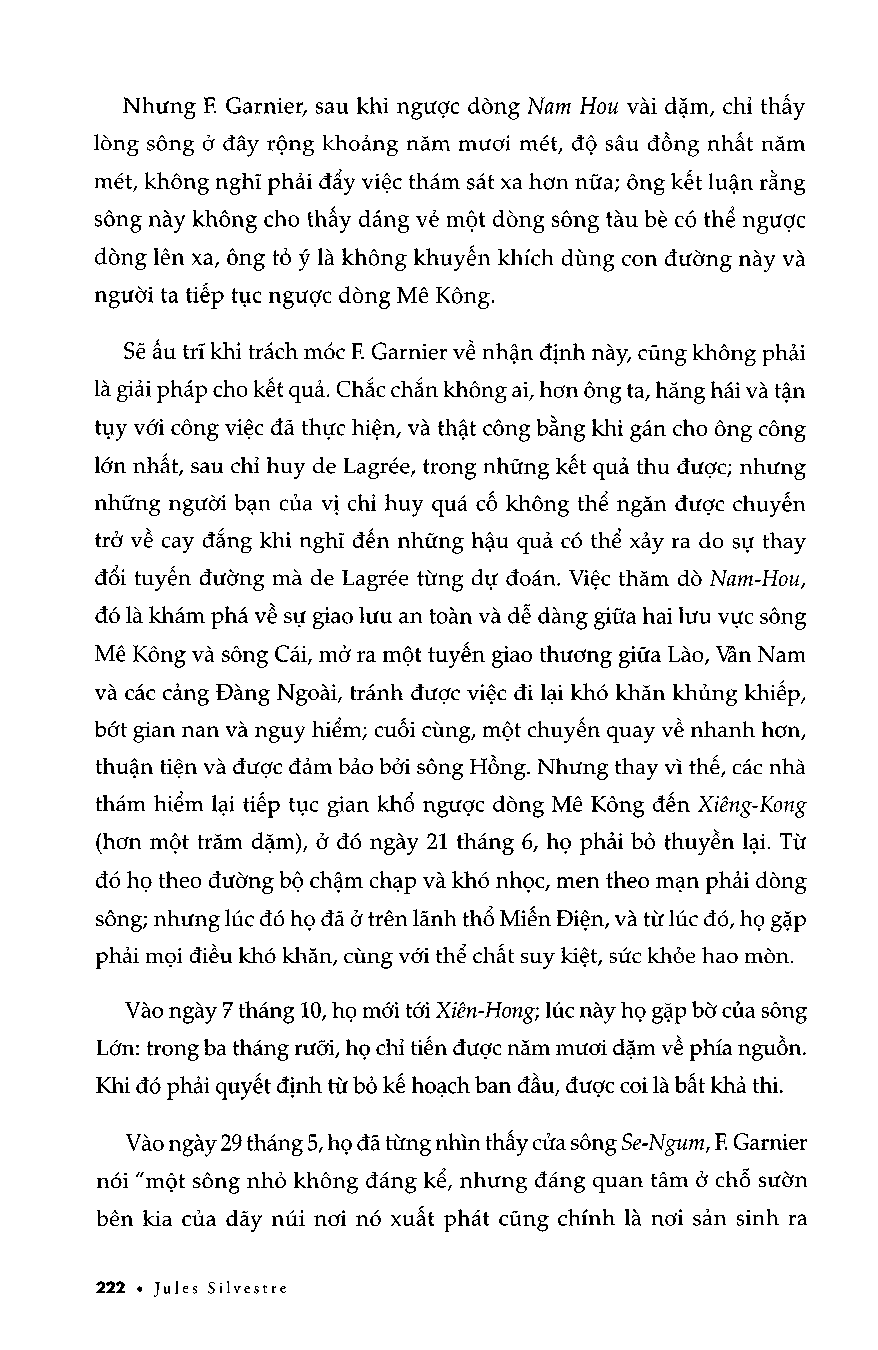 Nhưng F. Garnier, sau khi ngược dòng Nam Hou vài dặm, chỉ thấy
lòng sông ở đây rộng khoảng năm mươi mét, độ sâu đồng nhất năm
mét, không nghĩ phải đẩy việc thám sát xa hơn nữa; ông kết luận rằng
sông này không cho thấy dáng vẻ một dòng sông tàu bè có thể ngược
dòng lên xa, ông tỏ ý là không khuyến khích dùng con đường này và
người ta tiếp tục ngược dòng Mê Kông.
Sẽ ấu trĩ khi trách móc F. Garnier về nhận định này, cũng không phải
là giải pháp cho kết quả. Chắc chắn không ai, hơn ông ta, hăng hái và tận
tụy với công việc đã thực hiện, và thật công bằng khi gán cho ông công
lớn nhất, sau chỉ huy de Lagrée, trong những kết quả thu được; nhưng
những người bạn của vị chỉ huy quá cố không thể ngăn được chuyến
trở về cay đắng khi nghĩ đến những hậu quả có thể xảy ra do sự thay
đổi tuyến đường mà de Lagrée từng dự đoán. Việc thăm dò Nam-Hou,
đó là khám phá về sự giao lưu an toàn và dễ dàng giữa hai lưu vực sông
Mê Kông và sông Cái, mở ra một tuyến giao thương giữa Lào, Vân Nam
và các cảng Đàng Ngoài, tránh được việc đi lại khó khăn khủng khiếp,
bớt gian nan và nguy hiểm; cuối cùng, một chuyến quay về nhanh hơn,
thuận tiện và được đảm bảo bởi sông Hồng. Nhưng thay vì thế, các nhà
thám hiểm lại tiếp tục gian khổ ngược dòng Mê Kông đến Xiêng-Kong
(hơn một trăm dặm), ở đó ngày 21 tháng 6, họ phải bỏ thuyền lại. Từ
đó họ theo đường bộ chậm chạp và khó nhọc, men theo mạn phải dòng
sông; nhưng lúc đó họ đã ở trên lãnh thổ Miến Điện, và từ lúc đó, họ gặp
phải mọi điều khó khăn, cùng với thể chất suy kiệt, sức khỏe hao mòn.
Vào ngày 7 tháng 10, họ mới tới Xiên-Hong; lúc này họ gặp bờ của sông
Lớn: trong ba tháng rưỡi, họ chỉ tiến được năm mươi dặm về phía nguồn.
Khi đó phải quyết định từ bỏ kế hoạch ban đầu, được coi là bất khả thi.
Vào ngày 29 tháng 5, họ đã từng nhìn thấy cửa sông Se-Ngum, F. Garnier
nói "một sông nhỏ không đáng kể, nhưng đáng quan tâm ở chỗ sườn
bên kia của dãy núi nơi nó xuất phát cũng chính là nơi sản sinh ra
222 • Jules Silvestre